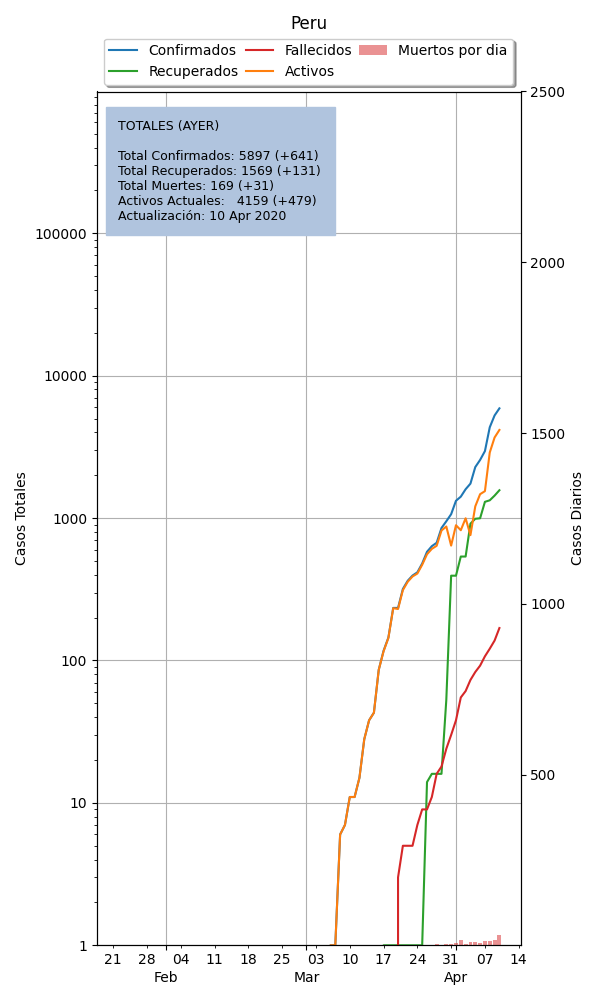 Peru
Confirmados Fallecidos Muertos por dia
Recuperados Activos
TOTALES (AYER)
Total Confirmados: 5897 (+641)
Total Recuperados: 1569 (+131)
Total Muertes: 169 (+31)
Activos Actuales: 4159 (+479)
Actualización: 10 Apr 2020
2500
100000
2000
10000
1500
Casos Totales
Casos Diarios
1000
1000
100
500
10
1
21 28 04 11 18 25 03 10 17 24 31 07 14
Feb Mar Apr